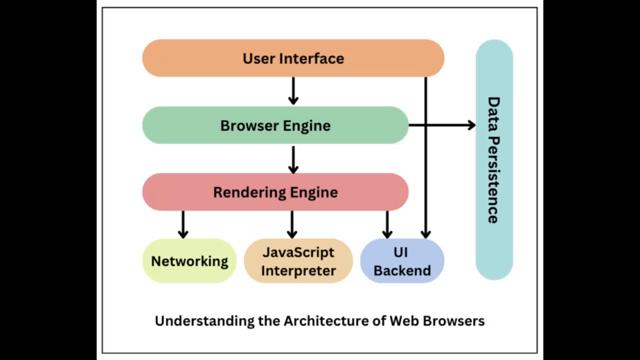 User Interface
Browser Engine
Data Persistence
Rendering Engine
Networking
JavaScript
Interpreter
UI
Backend
Understanding the Architecture of Web Browsers